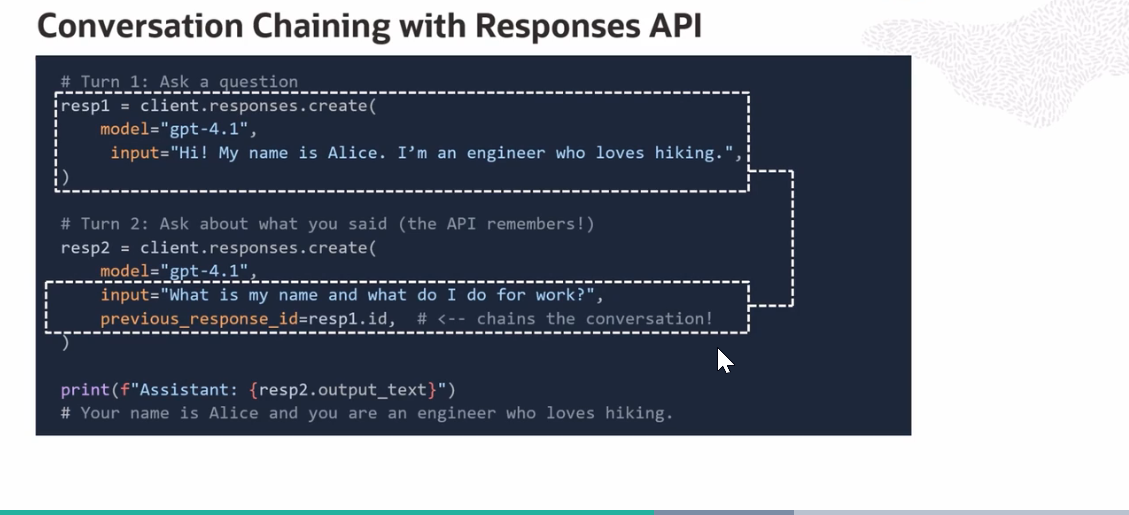 Conversation Chaining with Responses API
# Turn 1: Ask a question
resp1 = client.responses.create(
    model="gpt-4.1",
     input="Hi! My name is Alice. I’m an engineer who loves hiking.",
)
# Turn 2: Ask about what you said (the API remembers!)
resp2 = client.responses.create(
    model="gpt-4.1",
    input="What is my name and what do I do for work?",
    previous_response_id=resp1.id,  # <-- chains the conversation!
)
print(f"Assistant: {resp2.output_text}")
# Your name is Alice and you are an engineer who loves hiking.